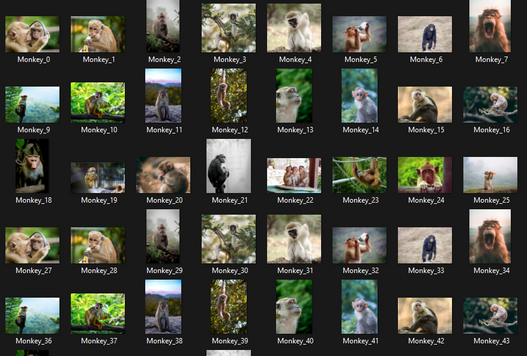 Monkey_0 Monkey_1 Monkey_2 Monkey_3 Monkey_4 Monkey_5 Monkey_6 Monkey_7
Monkey_9 Monkey_10 Monkey_11 Monkey_12 Monkey_13 Monkey_14 Monkey_15 Monkey_16
Monkey_18 Monkey_19 Monkey_20 Monkey_21 Monkey_22 Monkey_23 Monkey_24 Monkey_25
Monkey_27 Monkey_28 Monkey_29 Monkey_30 Monkey_31 Monkey_32 Monkey_33 Monkey_34
Monkey_36 Monkey_37 Monkey_38 Monkey_39 Monkey_40 Monkey_41 Monkey_42 Monkey_43